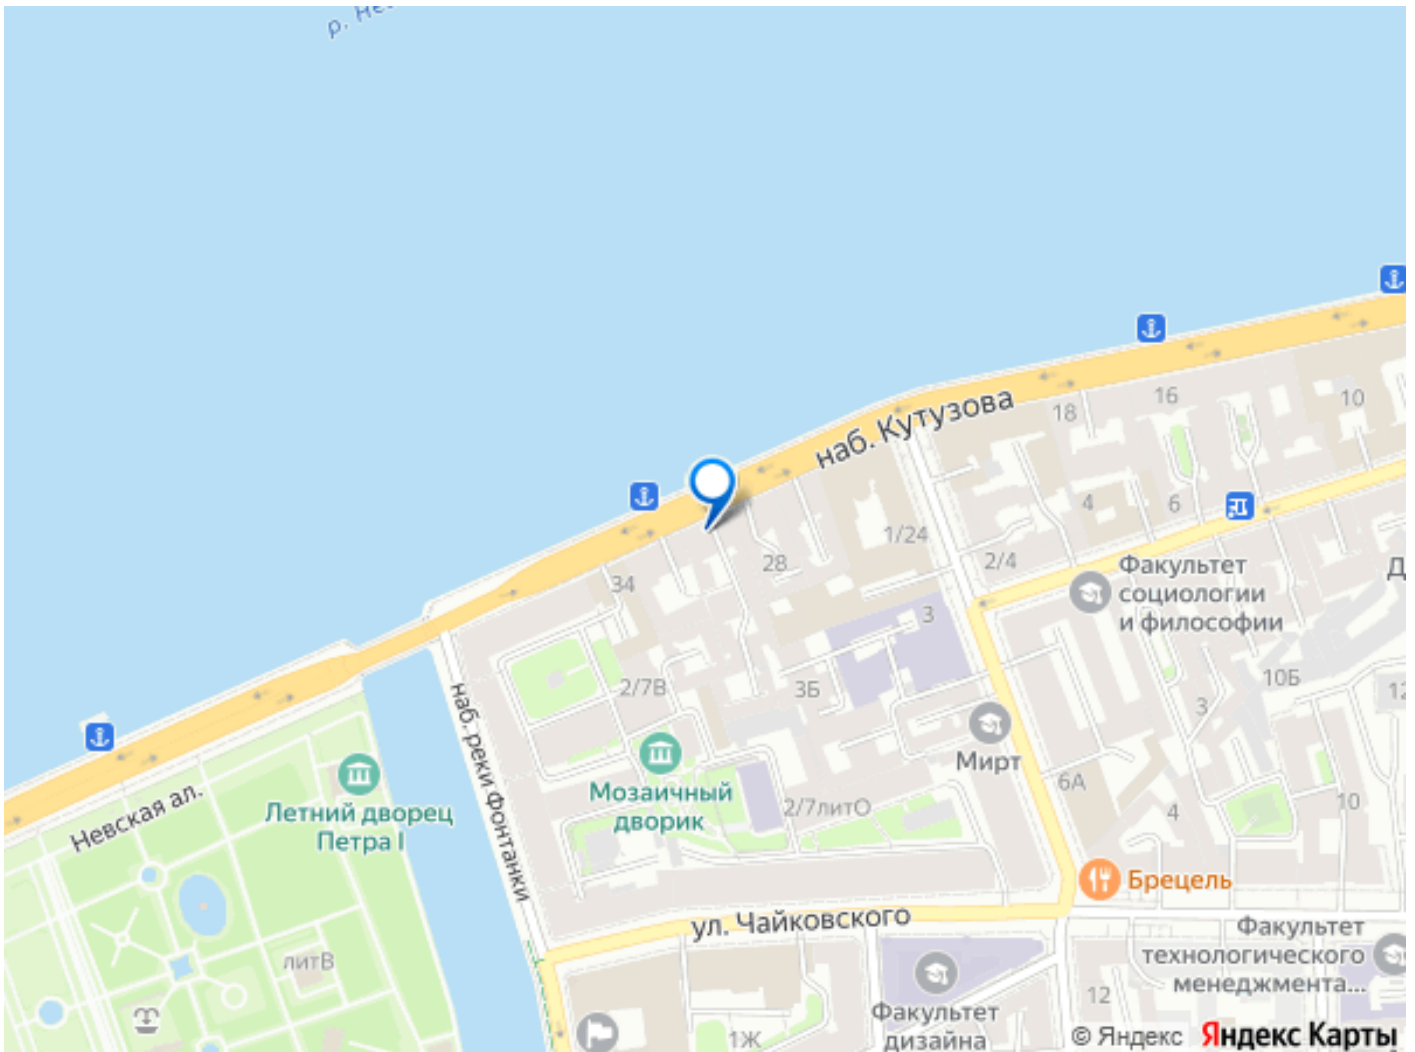 р. Не
наб. Кутузова
10
16
18
1/24
28
34
4
6
2/4
Факультет
социологии
и философии
Д
3
2/7В
3Б
10Б
12
3
наб. реки Фонтанки
Мирт
Невская ал.
Летний дворец
Петра I
Мозаичный
дворик
2/7литО
6А
4
10
Брецель
ул. Чайковского
Факультет
технологического
менеджмента...
литВ
Факультет
дизайна
12
1Ж
© Яндекс Яндекс Карты